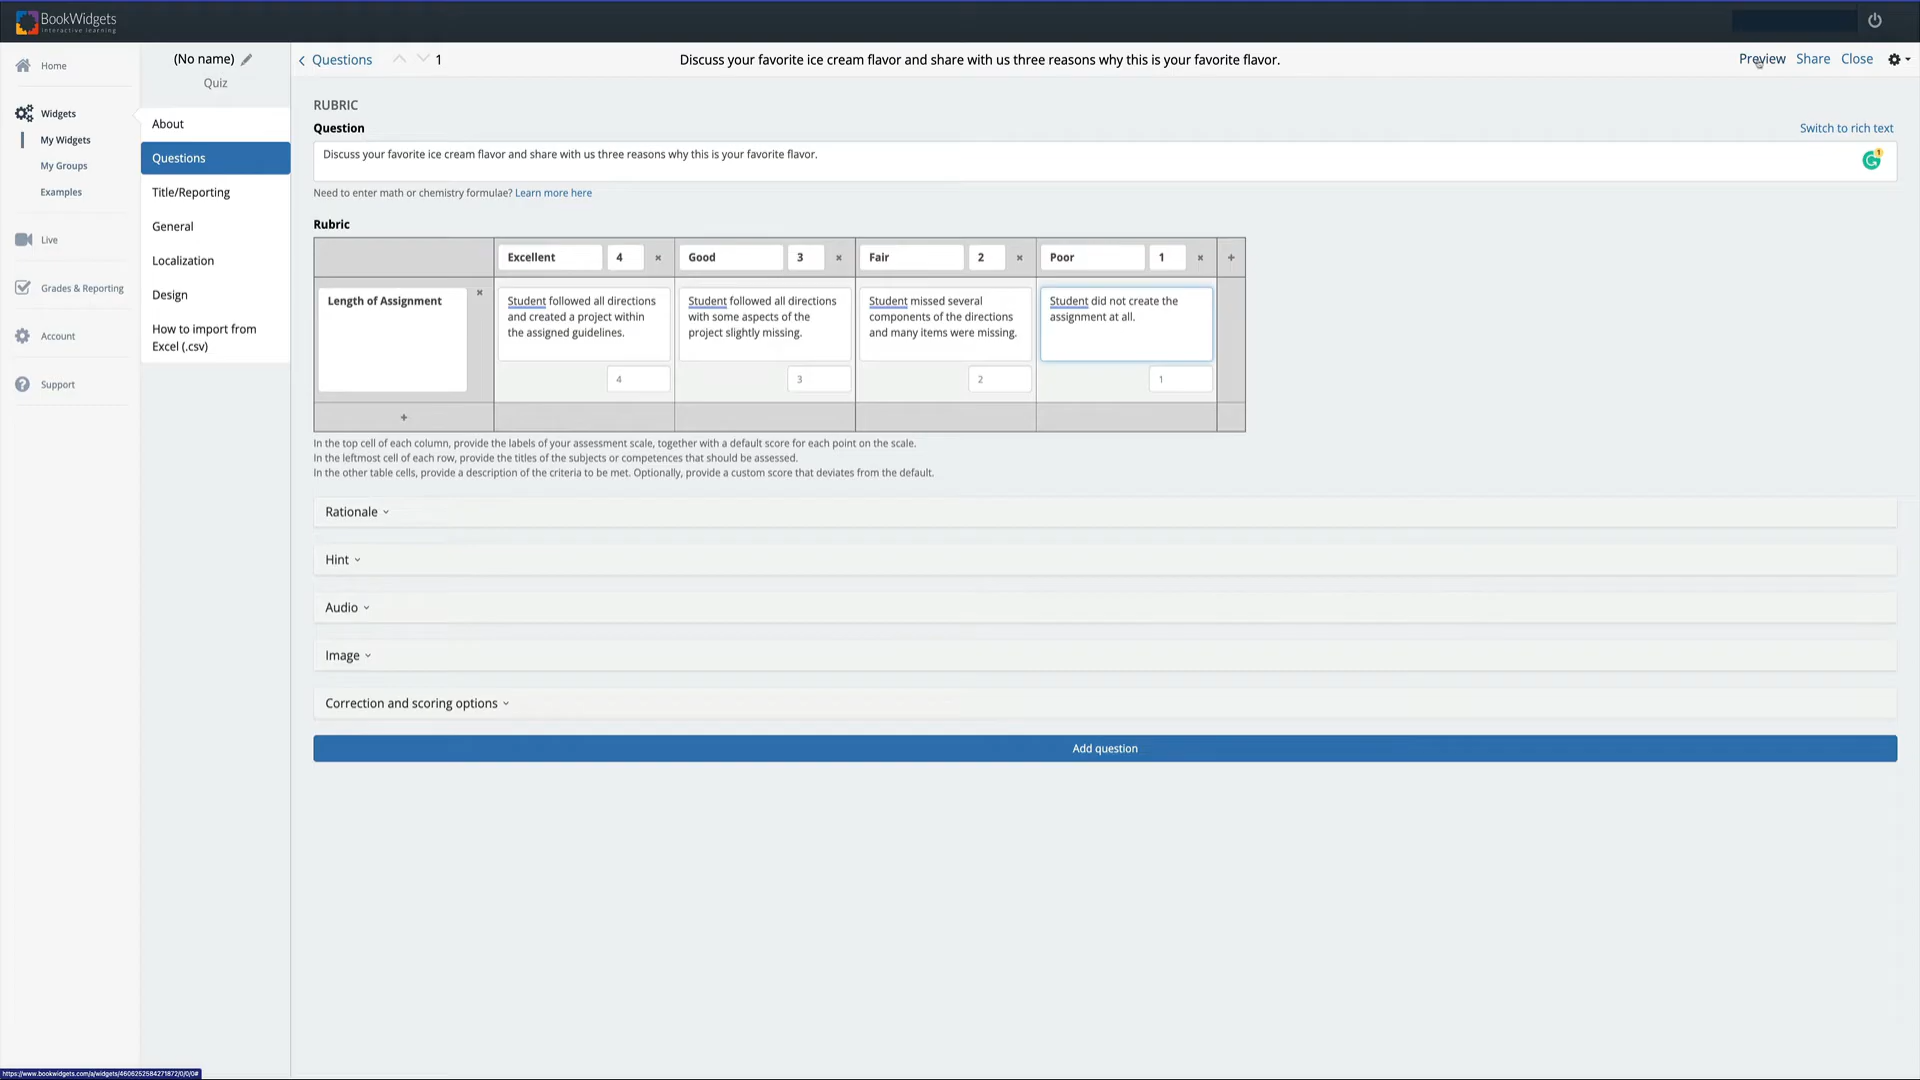 BookWidgets
interactive learning
Home
Widgets
My Widgets
My Groups
Examples
Live
Grades & Reporting
Account
Support
(No name)
Quiz
About
Questions
Title/Reporting
General
Localization
Design
How to import from
Excel (.csv)
Questions 1
Discuss your favorite ice cream flavor and share with us three reasons why this is your favorite flavor.
Preview Share Close
RUBRIC
Question
Switch to rich text
Discuss your favorite ice cream flavor and share with us three reasons why this is your favorite flavor.
1
Need to enter math or chemistry formulae? Learn more here
Rubric
Excellent 4 × Good 3 × Fair 2 × Poor 1 × +
Length of Assignment ×
Student followed all directions
and created a project within
the assigned guidelines.
4
Student followed all directions
with some aspects of the
project slightly missing.
3
Student missed several
components of the directions
and many items were missing.
2
Student did not create the
assignment at all.
1
+
In the top cell of each column, provide the labels of your assessment scale, together with a default score for each point on the scale.
In the leftmost cell of each row, provide the titles of the subjects or competences that should be assessed.
In the other table cells, provide a description of the criteria to be met. Optionally, provide a custom score that deviates from the default.
Rationale
Hint
Audio
Image
Correction and scoring options
Add question
https://www.bookwidgets.com/a/widgets/4606252584271872/0/0/0#